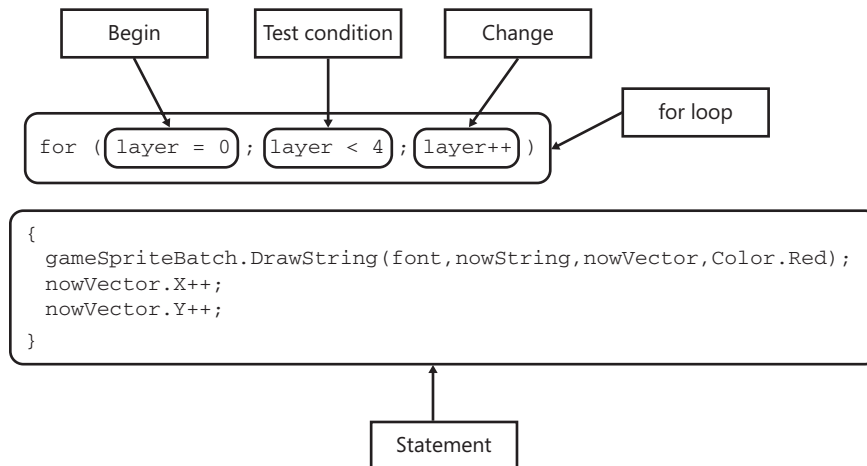 Begin Test condition Change
for loop
for ( layer = 0 ; layer < 4 ; layer++ )
{
gameSpriteBatch.DrawString(font,nowString,nowVector,Color.Red);
nowVector.X++;
nowVector.Y++;
}
Statement